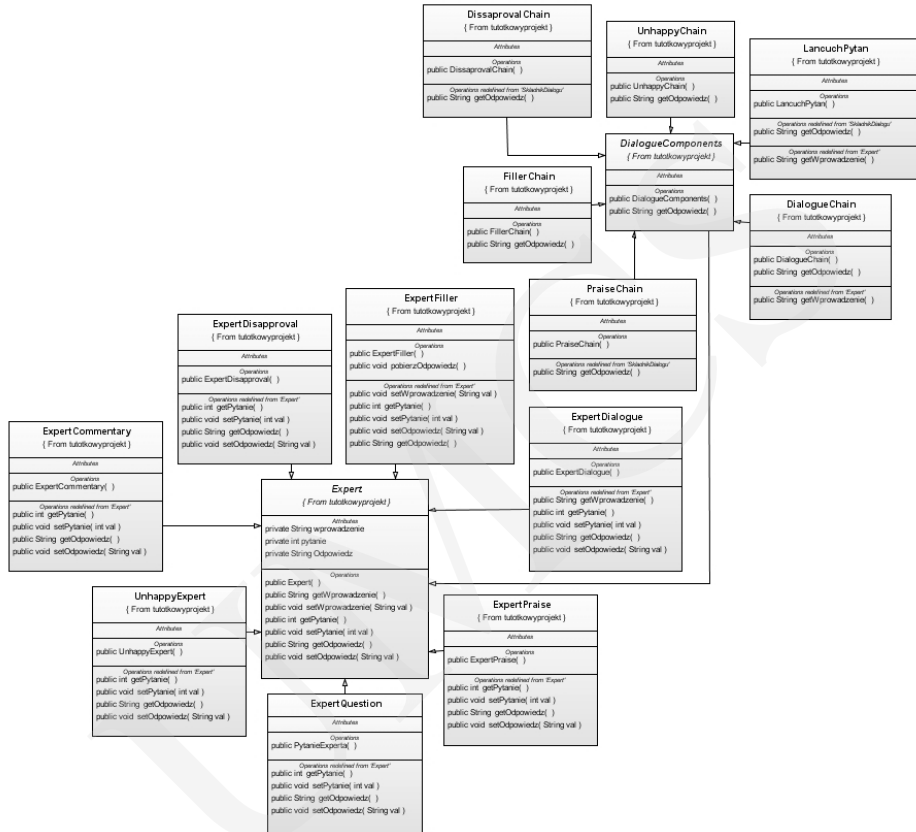 DissaprovalChain
{ From tutotkowyprojekt }
Attributes
Operations
public DissaprovalChain( )
Operations redefined from 'SkladnikDialogu'
public String getOdpowiedz( )
UnhappyChain
{ From tutotkowyprojekt }
Attributes
Operations
public UnhappyChain( )
public String getOdpowiedz( )
LancuchPytan
{ From tutotkowyprojekt }
Attributes
Operations
public LancuchPytan( )
Operations redefined from 'SkladnikDialogu'
public String getOdpowiedz( )
Operations redefined from 'Expert'
public String getWprowadzenie( )
DialogueComponents
{ From tutotkowyprojekt }
Attributes
Operations
public DialogueComponents( )
public String getOdpowiedz( )
FillerChain
{ From tutotkowyprojekt }
Attributes
Operations
public FillerChain( )
public String getOdpowiedz( )
DialogueChain
{ From tutotkowyprojekt }
Attributes
Operations
public DialogueChain( )
public String getOdpowiedz( )
Operations redefined from 'Expert'
public String getWprowadzenie( )
PraiseChain
{ From tutotkowyprojekt }
Attributes
Operations
public PraiseChain( )
Operations redefined from 'SkladnikDialogu'
public String getOdpowiedz( )
ExpertFiller
{ From tutotkowyprojekt }
Attributes
Operations
public ExpertFiller( )
public void pobierzOdpowiedz( )
Operations redefined from 'Expert'
public void setWprowadzenie( String val )
public int getPytanie( )
public void setPytanie( int val )
public void setOdpowiedz( String val )
public String getOdpowiedz( )
ExpertDisapproval
{ From tutotkowyprojekt }
Attributes
Operations
public ExpertDisapproval( )
Operations redefined from 'Expert'
public int getPytanie( )
public void setPytanie( int val )
public String getOdpowiedz( )
public void setOdpowiedz( String val )
ExpertCommentary
{ From tutotkowyprojekt }
Attributes
Operations
public ExpertCommentary( )
Operations redefined from 'Expert'
public int getPytanie( )
public void setPytanie( int val )
public String getOdpowiedz( )
public void setOdpowiedz( String val )
ExpertDialogue
{ From tutotkowyprojekt }
Attributes
Operations
public ExpertDialogue( )
Operations redefined from 'Expert'
public String getWprowadzenie( )
public int getPytanie( )
public void setPytanie( int val )
public String getOdpowiedz( )
public void setOdpowiedz( String val )
Expert
{ From tutotkowyprojekt }
Attributes
private String wprowadzenie
private int pytanie
private String Odpowiedz
Operations
public Expert( )
public String getWprowadzenie( )
public void setWprowadzenie( String val )
public int getPytanie( )
public void setPytanie( int val )
public String getOdpowiedz( )
public void setOdpowiedz( String val )
UnhappyExpert
{ From tutotkowyprojekt }
Attributes
Operations
public UnhappyExpert( )
Operations redefined from 'Expert'
public int getPytanie( )
public void setPytanie( int val )
public String getOdpowiedz( )
public void setOdpowiedz( String val )
ExpertPraise
{ From tutotkowyprojekt }
Attributes
Operations
public ExpertPraise( )
Operations redefined from 'Expert'
public int getPytanie( )
public void setPytanie( int val )
public String getOdpowiedz( )
public void setOdpowiedz( String val )
ExpertQuestion
{ From tutotkowyprojekt }
Attributes
Operations
public PytanieExperta( )
Operations redefined from 'Expert'
public int getPytanie( )
public void setPytanie( int val )
public String getOdpowiedz( )
public void setOdpowiedz( String val )
UMCS